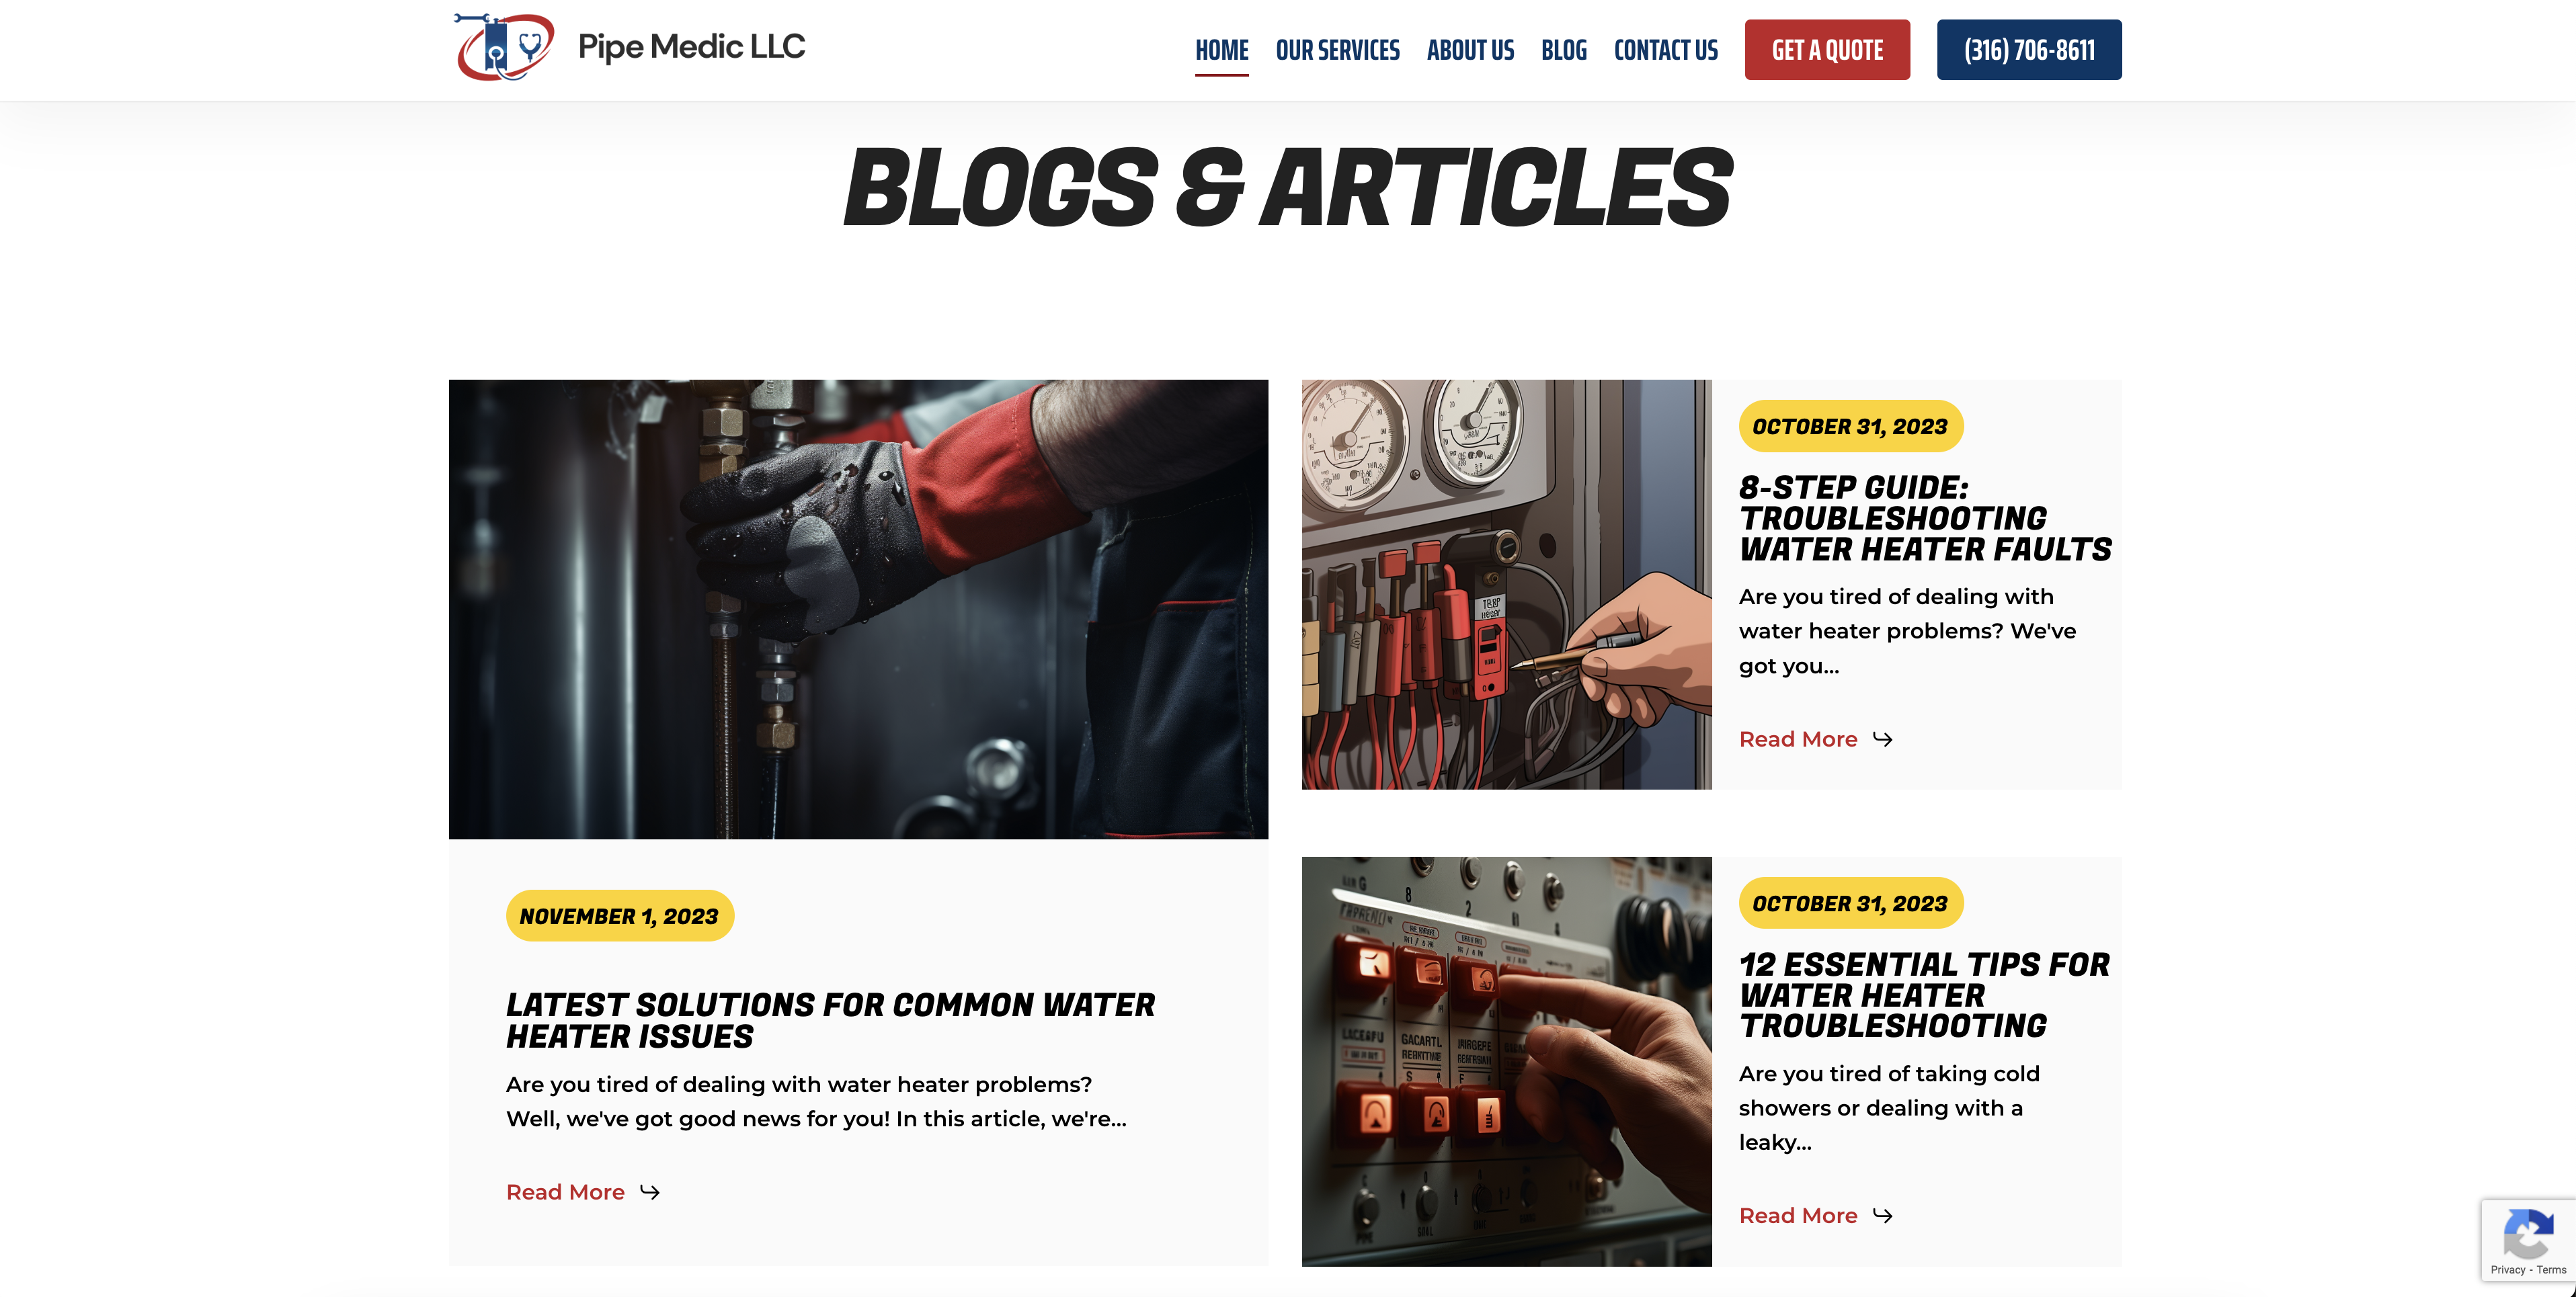 Pipe Medic LLC
HOME
OUR SERVICES
ABOUT US
BLOG
CONTACT US
GET A QUOTE
(316) 706-8611
BLOGS & ARTICLES
NOVEMBER 1, 2023
LATEST SOLUTIONS FOR COMMON WATER
HEATER ISSUES
Are you tired of dealing with water heater problems?
Well, we've got good news for you! In this article, we're...
Read More
OCTOBER 31, 2023
8-STEP GUIDE:
TROUBLESHOOTING
WATER HEATER FAULTS
Are you tired of dealing with
water heater problems? We've
got you...
Read More
OCTOBER 31, 2023
12 ESSENTIAL TIPS FOR
WATER HEATER
TROUBLESHOOTING
Are you tired of taking cold
showers or dealing with a
leaky...
Read More
Privacy - Terms